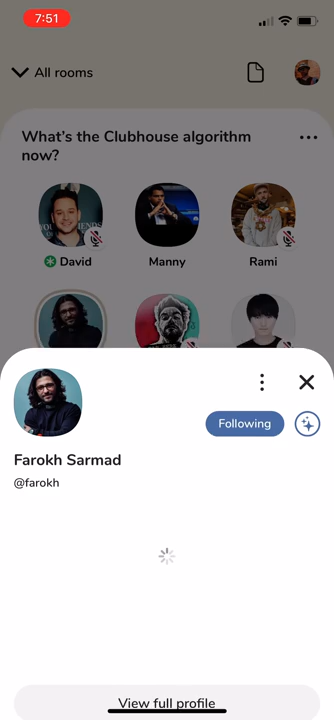 7:51
All rooms
What's the Clubhouse algorithm
now?
David
Manny
Rami
Following
Farokh Sarmad
@farokh
View full profile